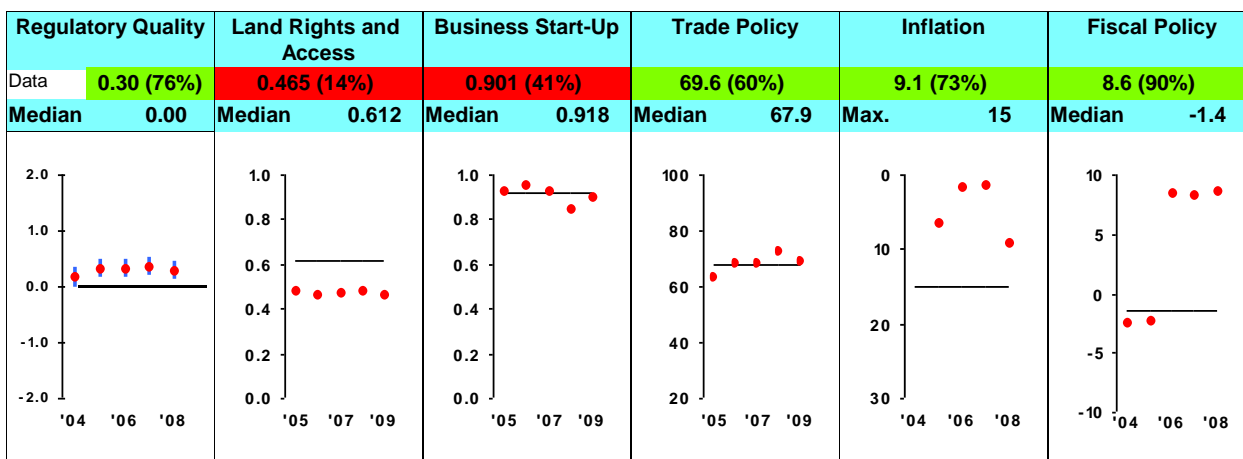 Regulatory Quality
Data 0.30 (76%)
Median 0.00
2.0
1.0
0.0
-1.0
-2.0
'04 '06 '08
Land Rights and
Access
0.465 (14%)
Median 0.612
1.0
0.8
0.6
0.4
0.2
0.0
'05 '07 '09
Business Start-Up
0.901 (41%)
Median 0.918
1.0
0.8
0.6
0.4
0.2
0.0
'05 '07 '09
Trade Policy
69.6 (60%)
Median 67.9
100
80
60
40
20
'05 '07 '09
Inflation
9.1 (73%)
Max. 15
0
10
20
30
'04 '06 '08
Fiscal Policy
8.6 (90%)
Median -1.4
10
5
0
-5
-10
'04 '06 '08